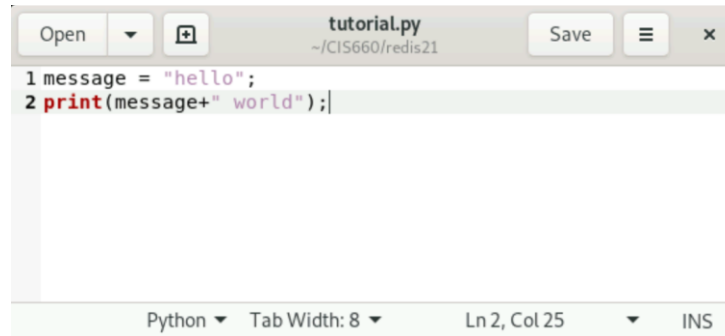 Open tutorial.py Save
~/CIS660/redis21
1 message = "hello";
2 print(message+" world");
Python Tab Width: 8 Ln 2, Col 25 INS